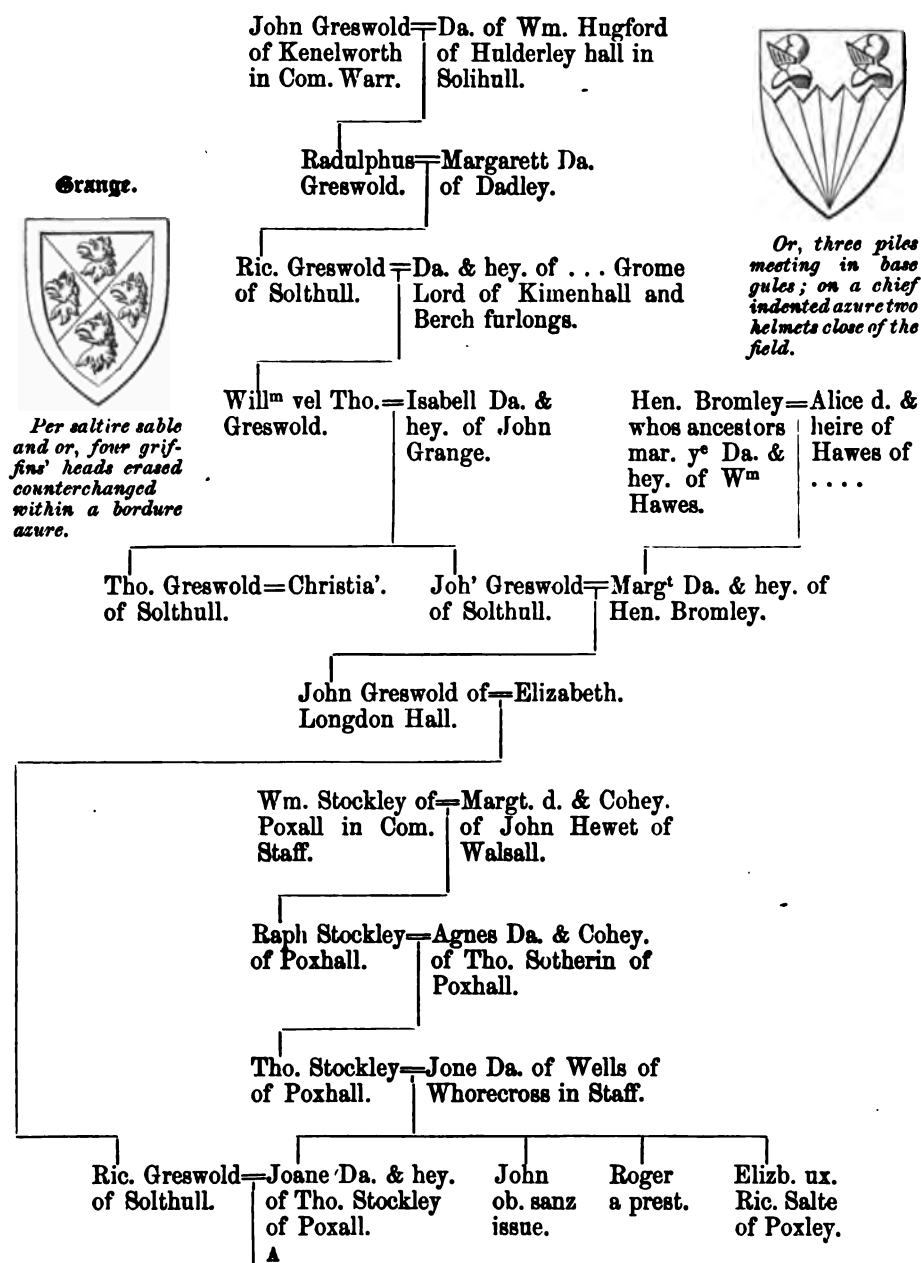 John Greswold=Da. of Wm. Hugford
of Kenelworth of Hulderley hall in
in Com. Warr. Solihull.
Radulphus=Margarett Da.
Greswold. of Dadley.
Grange.
Per saltire sable
and or, four grif-
fins' heads erased
counterchanged
within a bordure
azure.
Or, three piles
meeting in base
gules; on a chief
indented azure two
helmets close of the
field.
Ric. Greswold=Da. & hey. of . . . Grome
of Solthull. Lord of Kimenhall and
Berch furlongs.
Willm vel Tho.=Isabell Da. &
Greswold. hey. of John
Grange.
Hen. Bromley=Alice d. &
whos ancestors heire of
mar. ye Da. & Hawes of
hey. of Wm . . . .
Hawes.
Tho. Greswold=Christia'.
of Solthull.
Joh' Greswold=Margt Da. & hey. of
of Solthull. Hen. Bromley.
John Greswold of=Elizabeth.
Longdon Hall.
Wm. Stockley of=Margt. d. & Cohey.
Poxall in Com. of John Hewet of
Staff. Walsall.
Raph Stockley=Agnes Da. & Cohey.
of Poxhall. of Tho. Sotherin of
Poxhall.
Tho. Stockley=Jone Da. of Wells of
of Poxhall. Whorecross in Staff.
Ric. Greswold=Joane Da. & hey.
of Solthull. of Tho. Stockley
of Poxall.
A
John
ob. sanz
issue.
Roger
a prest.
Elizb. ux.
Ric. Salte
of Poxley.